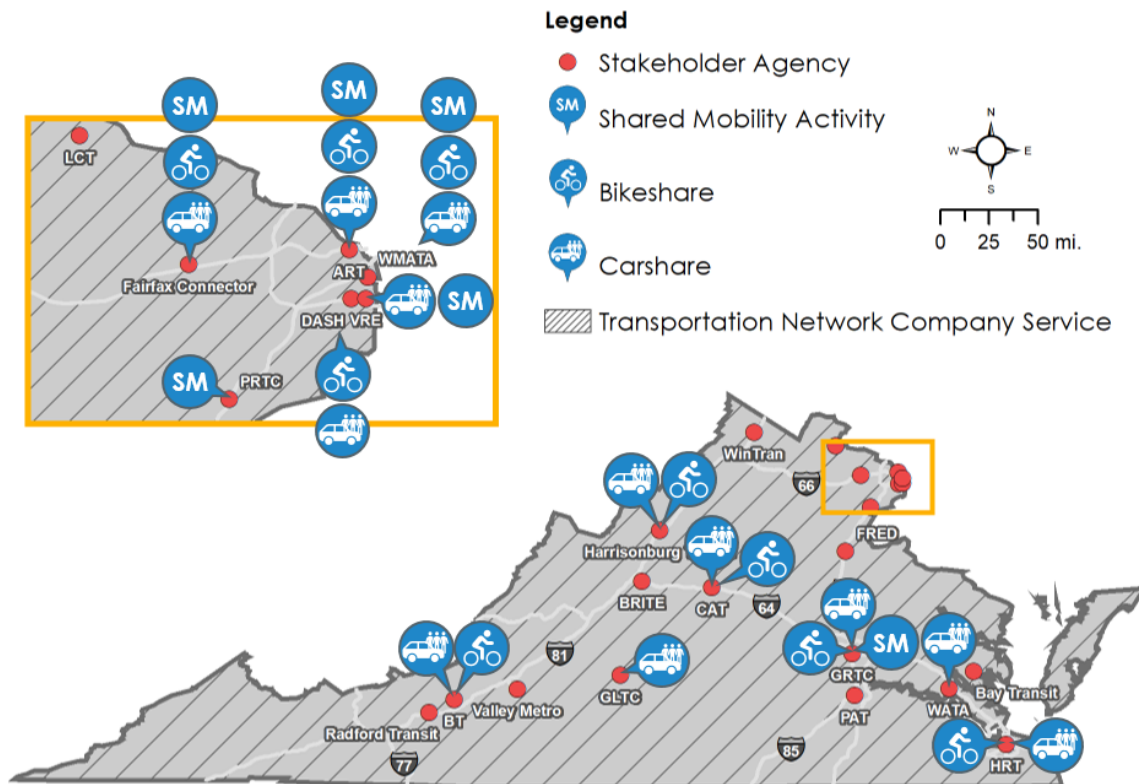 Legend
Stakeholder Agency
SM
Shared Mobility Activity
Bikeshare
Carshare
Transportation Network Company Service
N
W E
S
0 25 50 mi.
SM
SM
SM
LCT
WMATA
ART
Fairfax Connector
SM
DASH VRE
SM
PRTC
WinTran
66
FRED
Harrisonburg
BRITE
CAT
64
81
SM
GRTC
GLTC
Bay Transit
WATA
Valley Metro
PAT
BT
Radford Transit
77
85
HRT